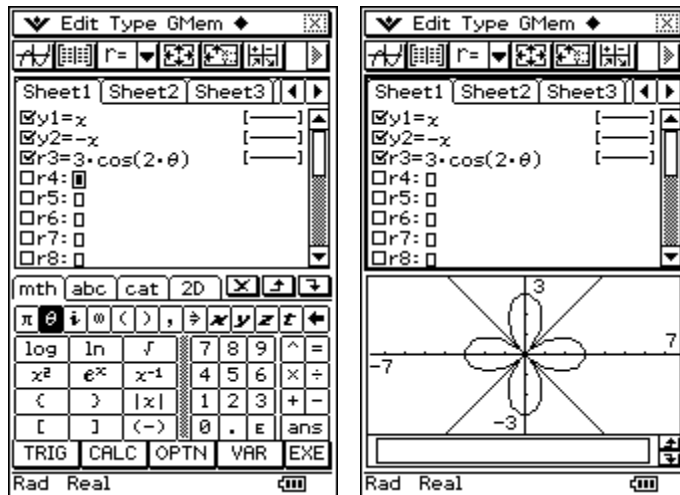 Edit Type GMem
r=
Sheet1 Sheet2 Sheet3
y1=x [——]
y2=-x [——]
r3=3·cos(2·θ) [——]
r4:
r5:
r6:
r7:
r8:
mth abc cat 2D
π θ i ∞ ( ) , ⇒ x y z t
log ln √ 7 8 9 ^ =
x² eˣ x⁻¹ 4 5 6 × ÷
{ } |x| 1 2 3 + −
[ ] (−) 0 . E ans
TRIG CALC OPTN VAR EXE
Rad Real
Edit Type GMem
r=
Sheet1 Sheet2 Sheet3
y1=x [——]
y2=-x [——]
r3=3·cos(2·θ) [——]
r4:
r5:
r6:
r7:
r8:
3
7
-7
-3
Rad Real